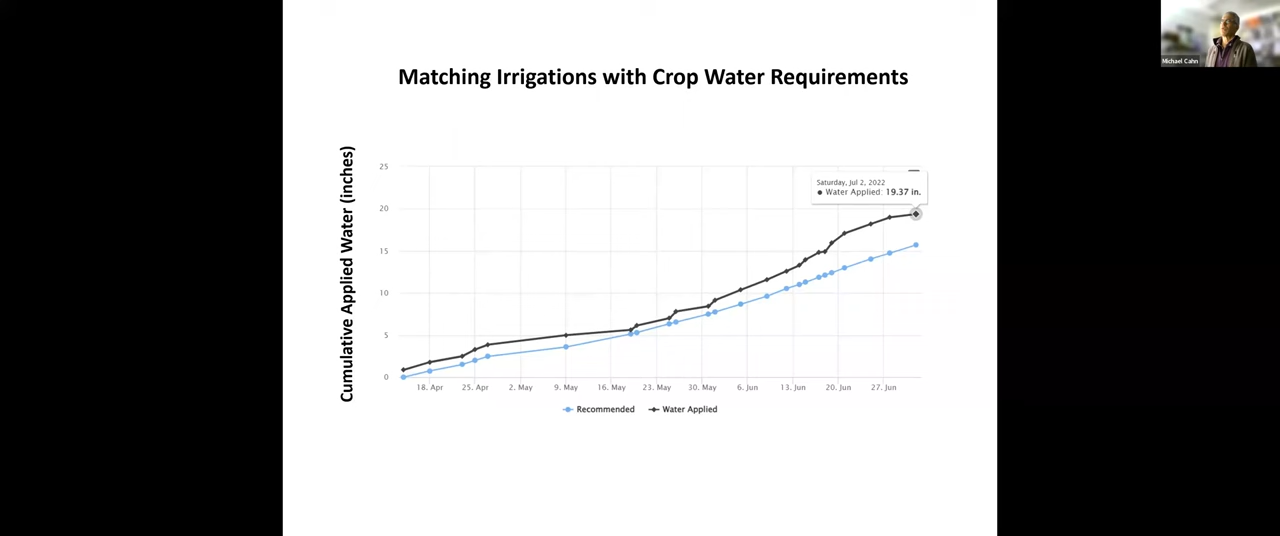 Michael Cahn
Matching Irrigations with Crop Water Requirements
Cumulative Applied Water (inches)
25
20
15
10
5
0
Saturday, Jul 2, 2022
Water Applied: 19.37 in.
18. Apr 25. Apr 2. May 9. May 16. May 23. May 30. May 6. Jun 13. Jun 20. Jun 27. Jun
Recommended Water Applied